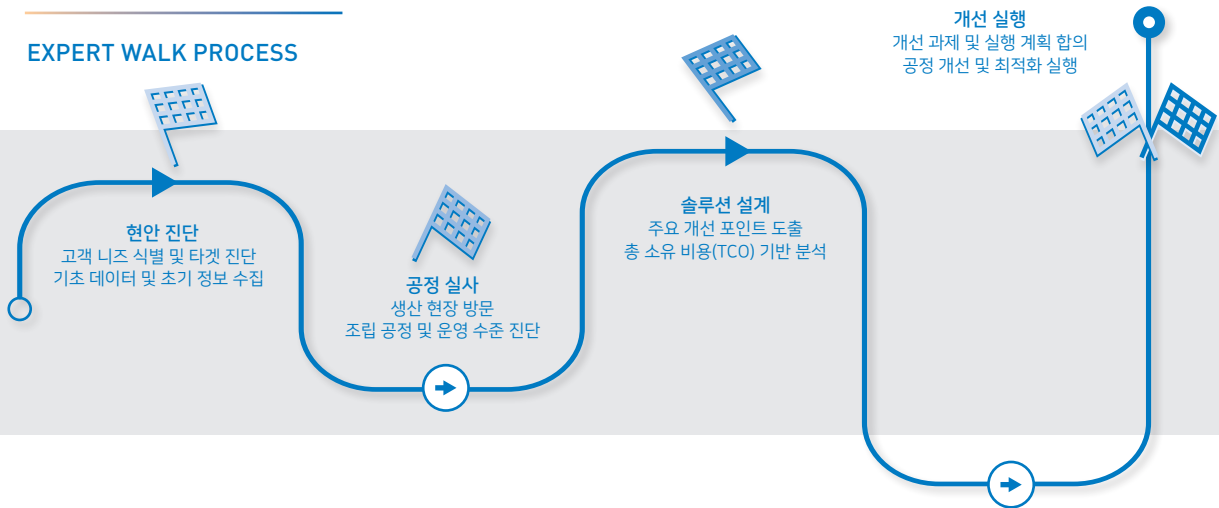 EXPERT WALK PROCESS
현안 진단
고객 니즈 식별 및 타겟 진단
기초 데이터 및 초기 정보 수집
공정 실사
생산 현장 방문
조립 공정 및 운영 수준 진단
솔루션 설계
주요 개선 포인트 도출
총 소유 비용(TCO) 기반 분석
개선 실행
개선 과제 및 실행 계획 합의
공정 개선 및 최적화 실행